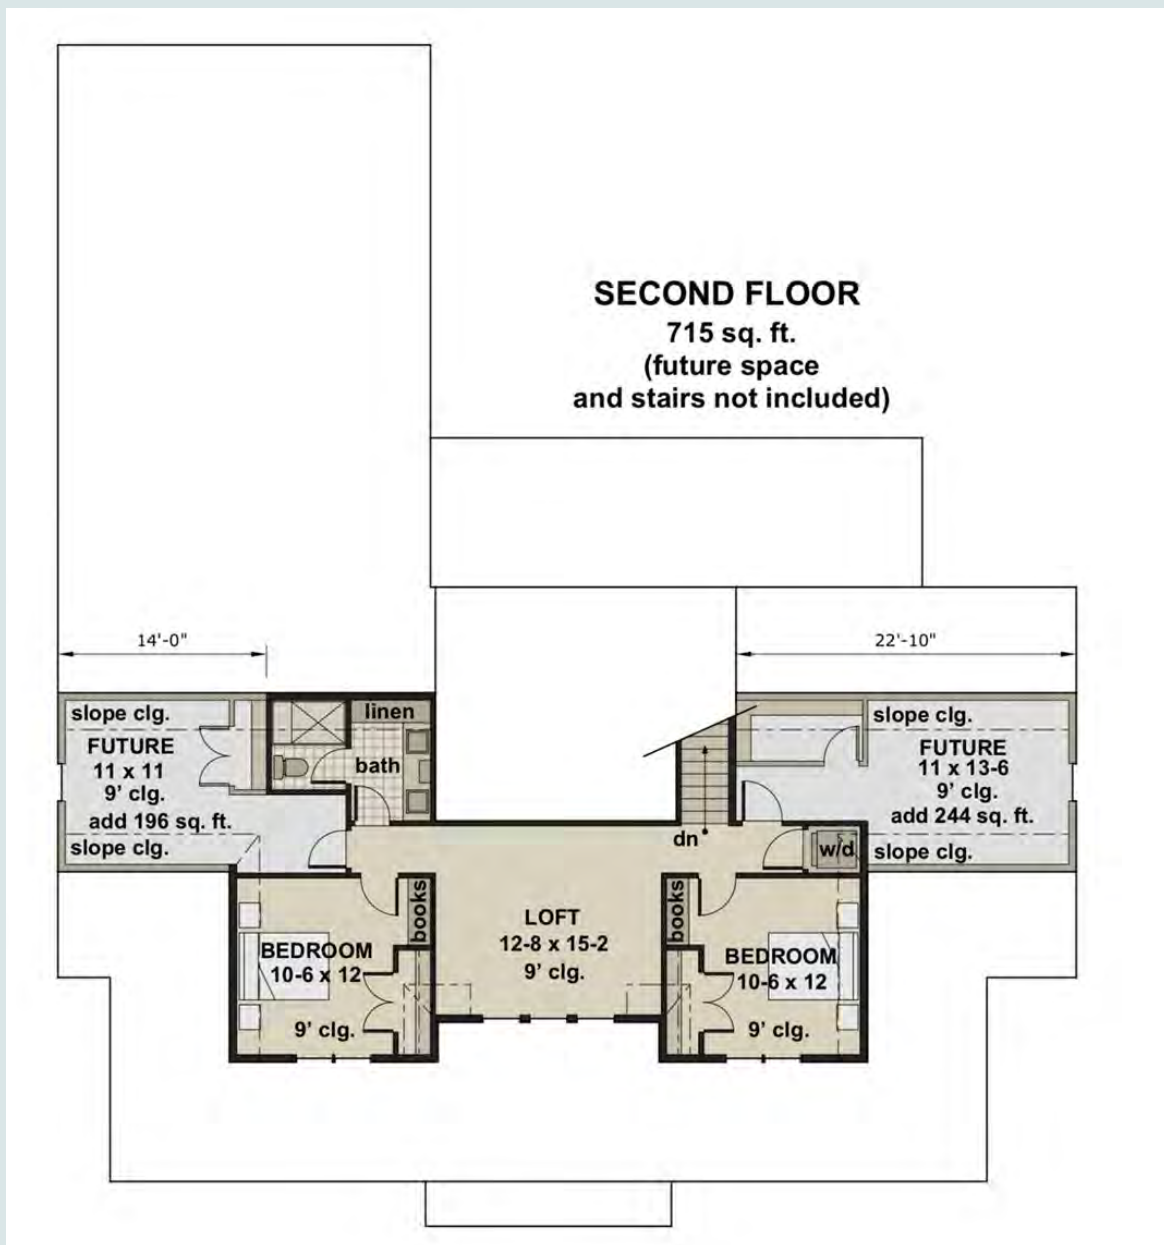 SECOND FLOOR
715 sq. ft.
(future space
and stairs not included)
14'-0"
22'-10"
slope clg.
FUTURE
11 x 11
9' clg.
add 196 sq. ft.
slope clg.
linen
bath
slope clg.
FUTURE
11 x 13-6
9' clg.
add 244 sq. ft.
slope clg.
dn
w/d
books
books
LOFT
12-8 x 15-2
9' clg.
BEDROOM
10-6 x 12
9' clg.
BEDROOM
10-6 x 12
9' clg.